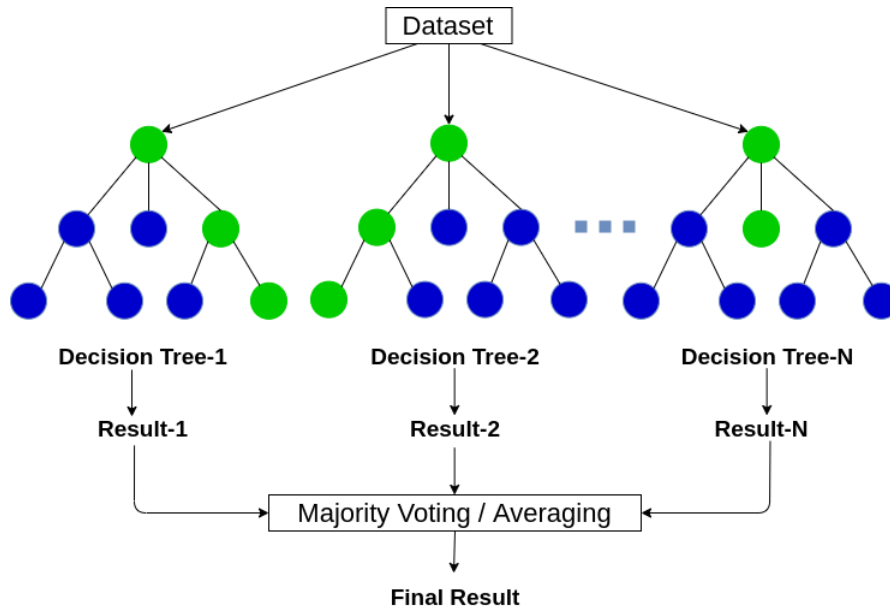 Dataset
Decision Tree-1
Decision Tree-2
Decision Tree-N
Result-1
Result-2
Result-N
Majority Voting / Averaging
Final Result